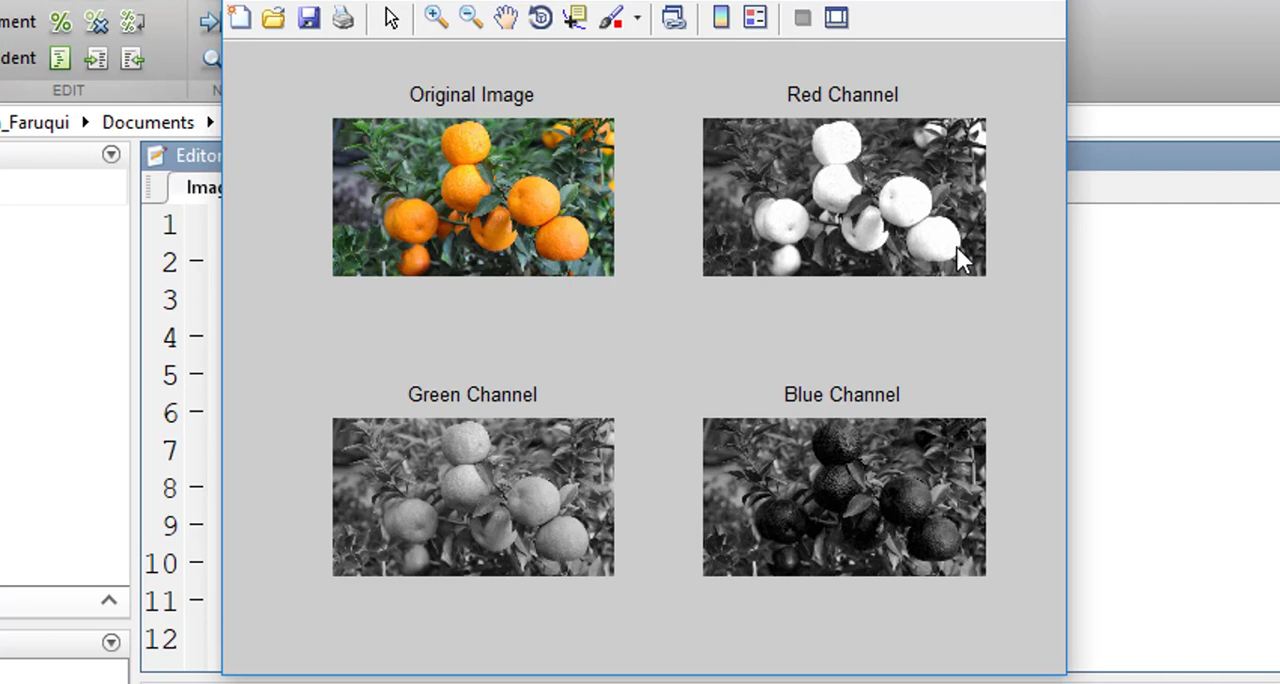 ment
dent
EDIT
N
_Faruqui
Documents
Editor
Imag
1
2
3
4
5
6
7
8
9
10
11
12
Original Image
Red Channel
Green Channel
Blue Channel